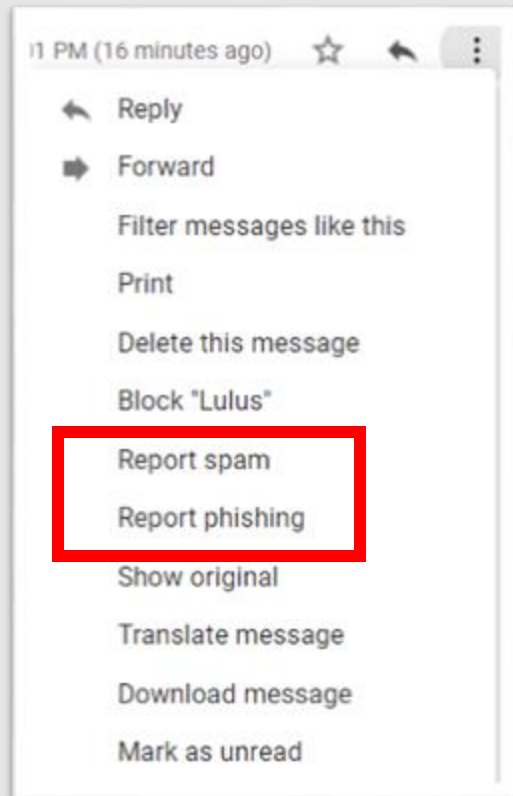 1 PM (16 minutes ago)
Reply
Forward
Filter messages like this
Print
Delete this message
Block "Lulus"
Report spam
Report phishing
Show original
Translate message
Download message
Mark as unread